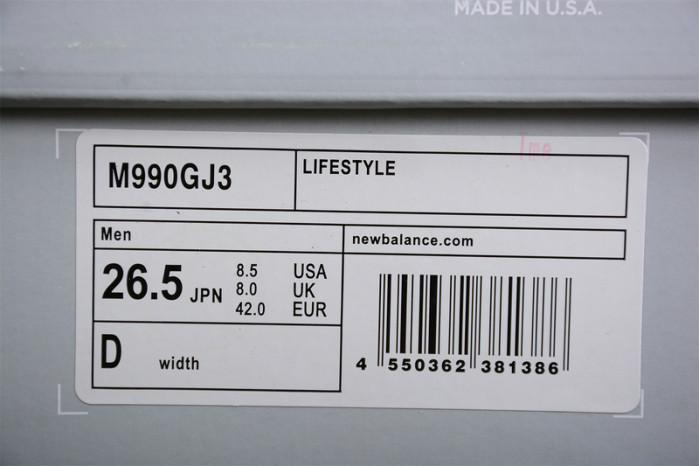 MADE IN U.S.A.
M990GJ3
LIFESTYLE
Men
newbalance.com
26.5 JPN
8.5 USA
8.0 UK
42.0 EUR
D width
4 550362 381386